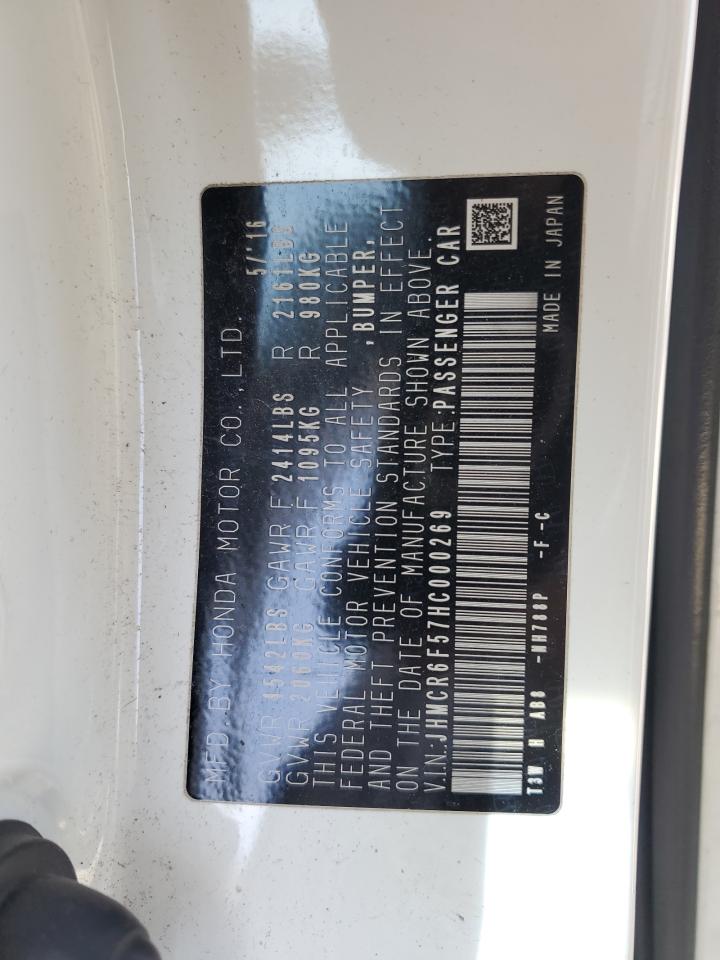 MFD. BY HONDA MOTOR CO., LTD. 5/'16
GVWR 4542LBS GAWR F 2414LBS R 2161LBS
GVWR 2060KG GAWR F 1095KG R 980KG
THIS VEHICLE CONFORMS TO ALL APPLICABLE
FEDERAL MOTOR VEHICLE SAFETY ,BUMPER,
AND THEFT PREVENTION STANDARDS IN EFFECT
ON THE DATE OF MANUFACTURE SHOWN ABOVE.
V.I.N.:JHMCR6F57HC000269 TYPE:PASSENGER CAR
T3W H AB8 -NH788P -F -C MADE IN JAPAN